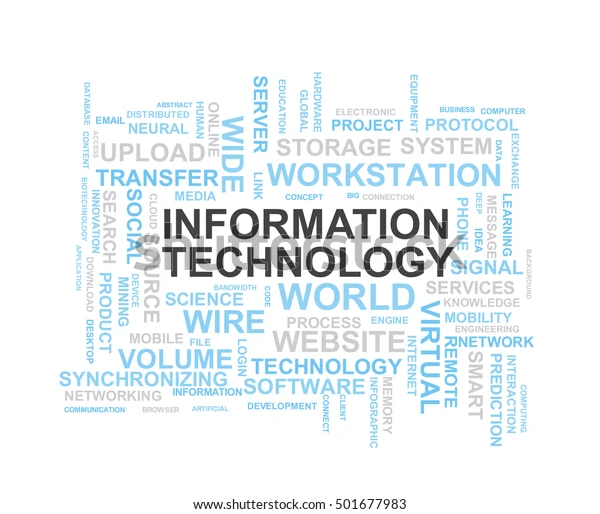 DATABASE
CONTENT
ACCESS
EMAIL
ABSTRACT
DISTRIBUTED
NEURAL
HUMAN
ONLINE
WIDE
SERVER
LINK
EDUCATION
GLOBAL
HARDWARE
ELECTRONIC
PROJECT
EQUIPMENT
BUSINESS
COMPUTER
PROTOCOL
DATA
EXCHANGE
UPLOAD
STORAGE
SYSTEM
TRANSFER
MEDIA
WORKSTATION
CONCEPT
BIG
CONNECTION
BIOTECHNOLOGY
INNOVATION
SEARCH
SOCIAL
CLOUD
SOURCE
INFORMATION
TECHNOLOGY
PHONE
DEEP
IDEA
MESSAGE
LEARNING
SIGNAL
BACKGROUND
APPLICATION
DOWNLOAD
PRODUCT
MINING
DEVICE
BANDWIDTH
CODE
SCIENCE
WORLD
SERVICES
KNOWLEDGE
WIRE
PROCESS
ENGINE
VIRTUAL
MOBILITY
ENGINEERING
DESKTOP
MOBILE
FILE
WEBSITE
INTERNET
REMOTE
RNETWORK
VOLUME
LOGIN
TECHNOLOGY
SMART
PREDICTION
INTERACTION
COMPUTING
SYNCHRONIZING
SOFTWARE
INFOGRAPHIC
MEMORY
NETWORKING
INFORMATION
COMMUNICATION
BROWSER
ARTIFICIAL
DEVELOPMENT
CONNECT
CLIENT
shutterstock · 501677983